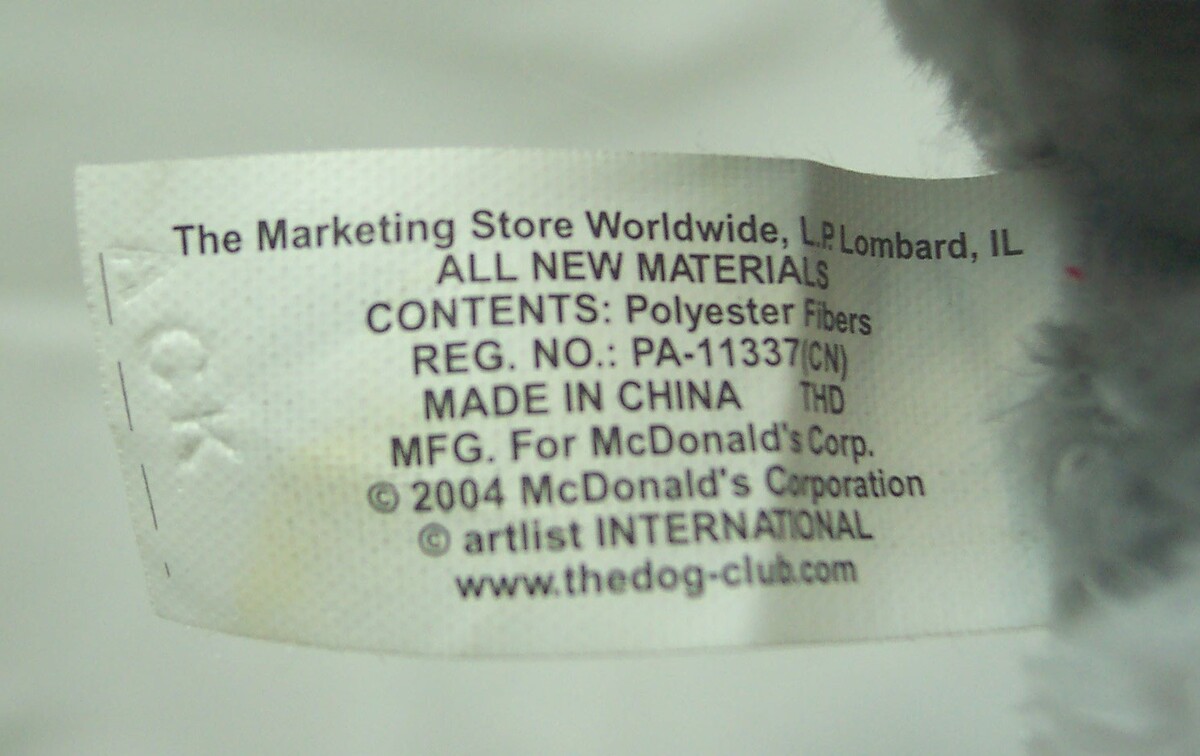 The Marketing Store Worldwide, L.P. Lombard, IL
ALL NEW MATERIALS
CONTENTS: Polyester Fibers
REG. NO.: PA-11337(CN)
MADE IN CHINA THD
MFG. For McDonald's Corp.
© 2004 McDonald's Corporation
© artlist INTERNATIONAL
www.thedog-club.com